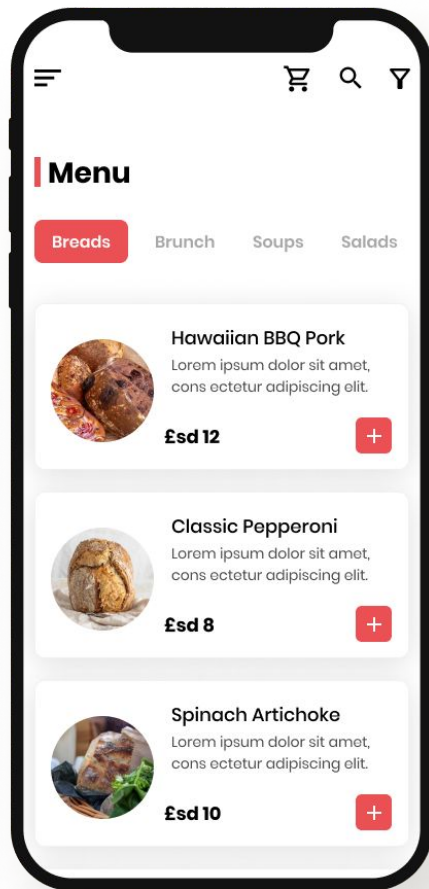 Menu
Breads Brunch Soups Salads
Hawaiian BBQ Pork
Lorem ipsum dolor sit amet,
cons ectetur adipiscing elit.
£sd 12
Classic Pepperoni
Lorem ipsum dolor sit amet,
cons ectetur adipiscing elit.
£sd 8
Spinach Artichoke
Lorem ipsum dolor sit amet,
cons ectetur adipiscing elit.
£sd 10